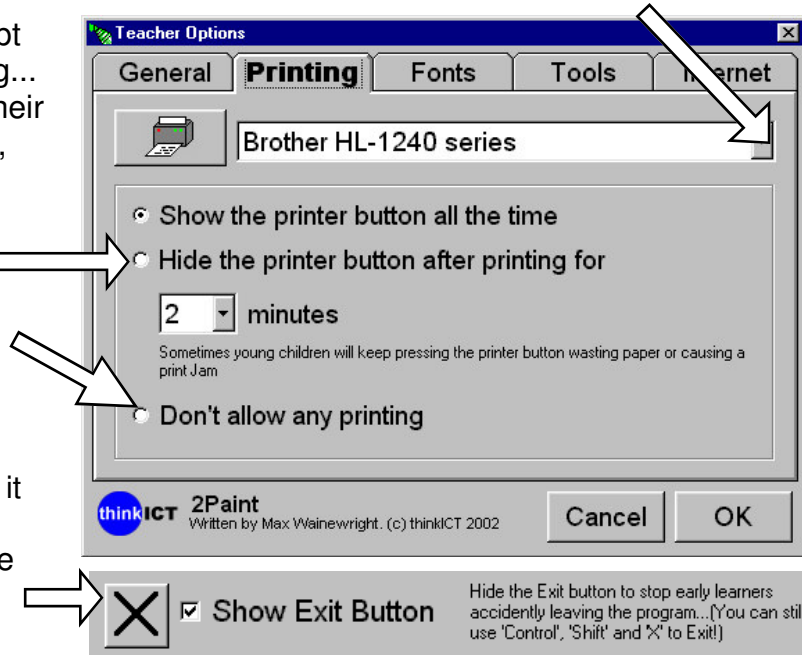 ot
g...
heir
,
it
e
Teacher Options
General Printing Fonts Tools
Brother HL-1240 series
Show the printer button all the time
Hide the printer button after printing for
2 minutes
Sometimes young children will keep pressing the printer button wasting paper or causing a
print Jam
Don't allow any printing
think ICT 2Paint
Written by Max Wainewright. (c) thinkICT 2002
Cancel OK
X Show Exit Button
Hide the Exit button to stop early learners
accidently leaving the program...(You can stil
use 'Control', 'Shift' and 'X' to Exit!)